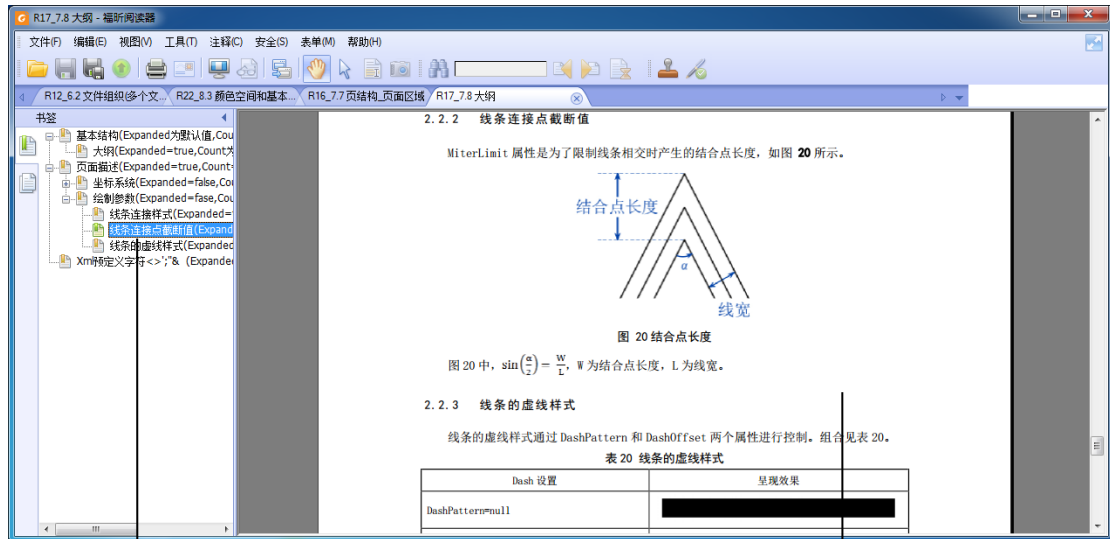 R17_7.8 大纲 - 福昕阅读器
文件(F) 编辑(E) 视图(V) 工具(T) 注释(C) 安全(S) 表单(M) 帮助(H)
R12_6.2 文件组织(多个文... R22_8.3 颜色空间和基本... R16_7.7 页结构_页面区域 R17_7.8 大纲
书签
基本结构(Expanded为默认值,Cou
大纲(Expanded=true,Count为
页面描述(Expanded=true,Count=
坐标系统(Expanded=false,Cou
绘制参数(Expanded=fase,Cou
线条连接样式(Expanded=
线条连接点截断值(Expand
线条的虚线样式(Expanded
Xml预定义字符<>';"& (Expanded
2.2.2 线条连接点截断值
MiterLimit 属性是为了限制线条相交时产生的结合点长度，如图 20 所示。
结合点长度
α
线宽
图 20 结合点长度
图 20 中，sin(α/2) = W/L，W 为结合点长度，L 为线宽。
2.2.3 线条的虚线样式
线条的虚线样式通过 DashPattern 和 DashOffset 两个属性进行控制。组合见表 20。
表 20 线条的虚线样式
Dash 设置 呈现效果
DashPattern=null